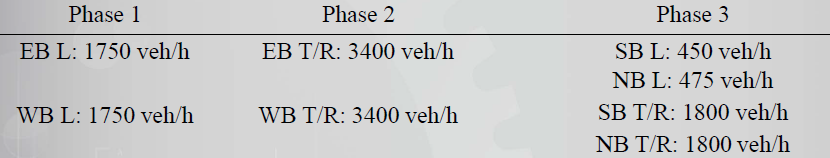 Phase 1 Phase 2 Phase 3
EB L: 1750 veh/h EB T/R: 3400 veh/h SB L: 450 veh/h
NB L: 475 veh/h
WB L: 1750 veh/h WB T/R: 3400 veh/h SB T/R: 1800 veh/h
NB T/R: 1800 veh/h